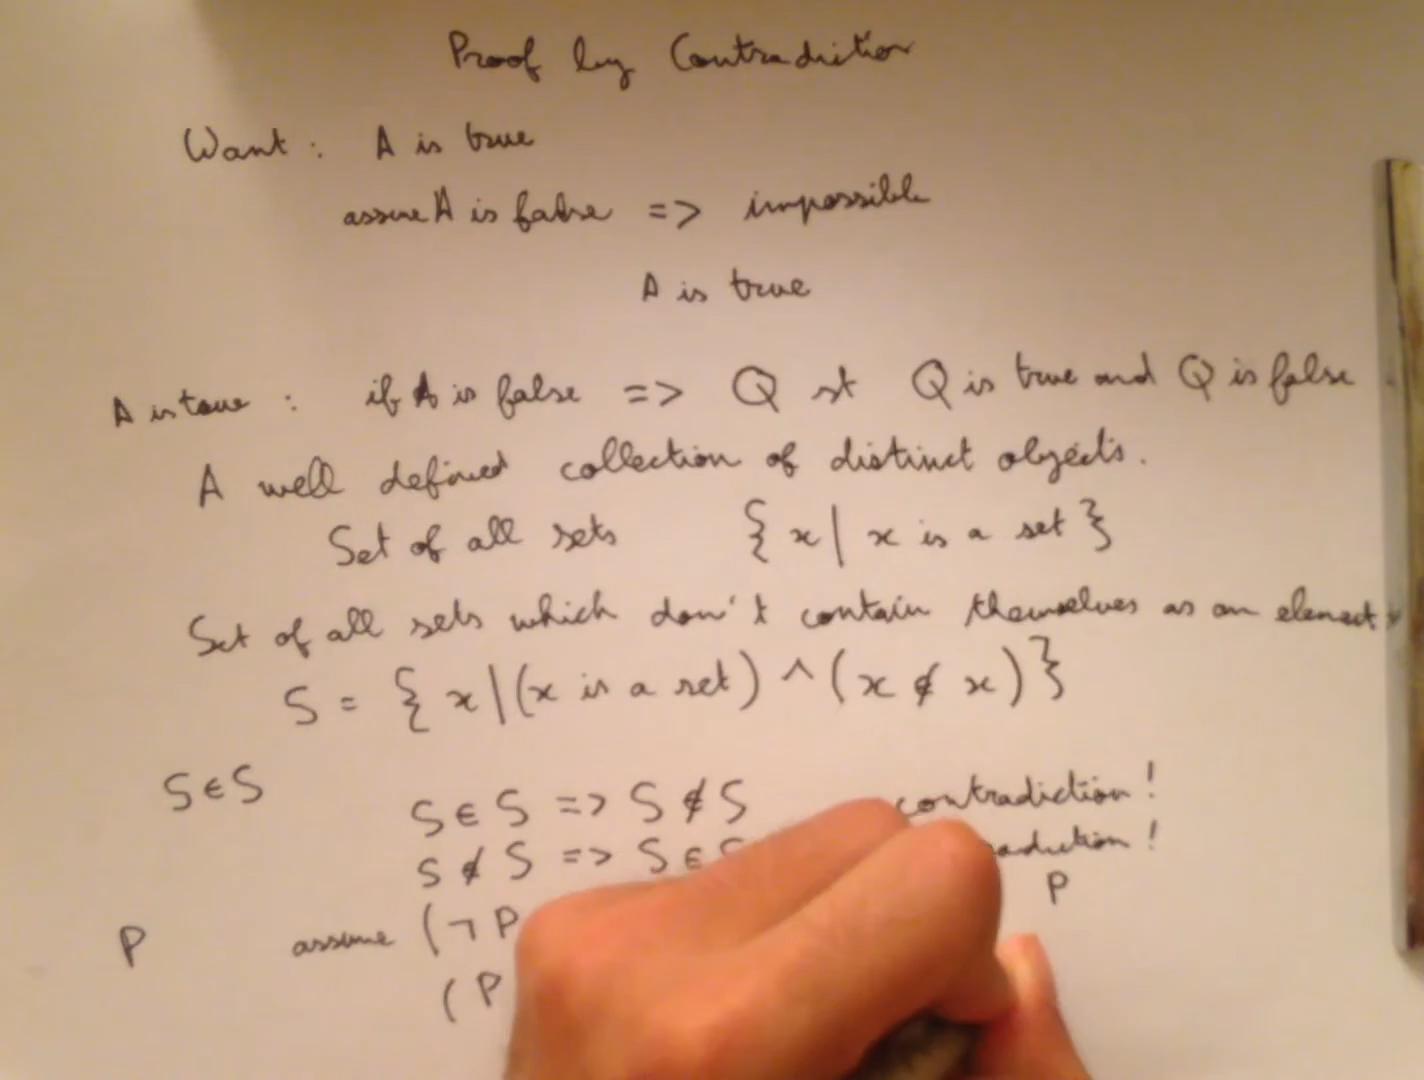 Proof by Contradiction
Want : A is true
assume A is false => impossible
A is true
A is true : if A is false => Q st Q is true and Q is false
A well defined collection of distinct objects.
Set of all sets { x | x is a set }
Set of all sets which don't contain themselves as an element
S = { x | (x is a set) ^ (x ∉ x) }
S ∈ S
S ∈ S => S ∉ S contradiction !
S ∉ S => S ∈ S !
P
P assume (¬ P
( P